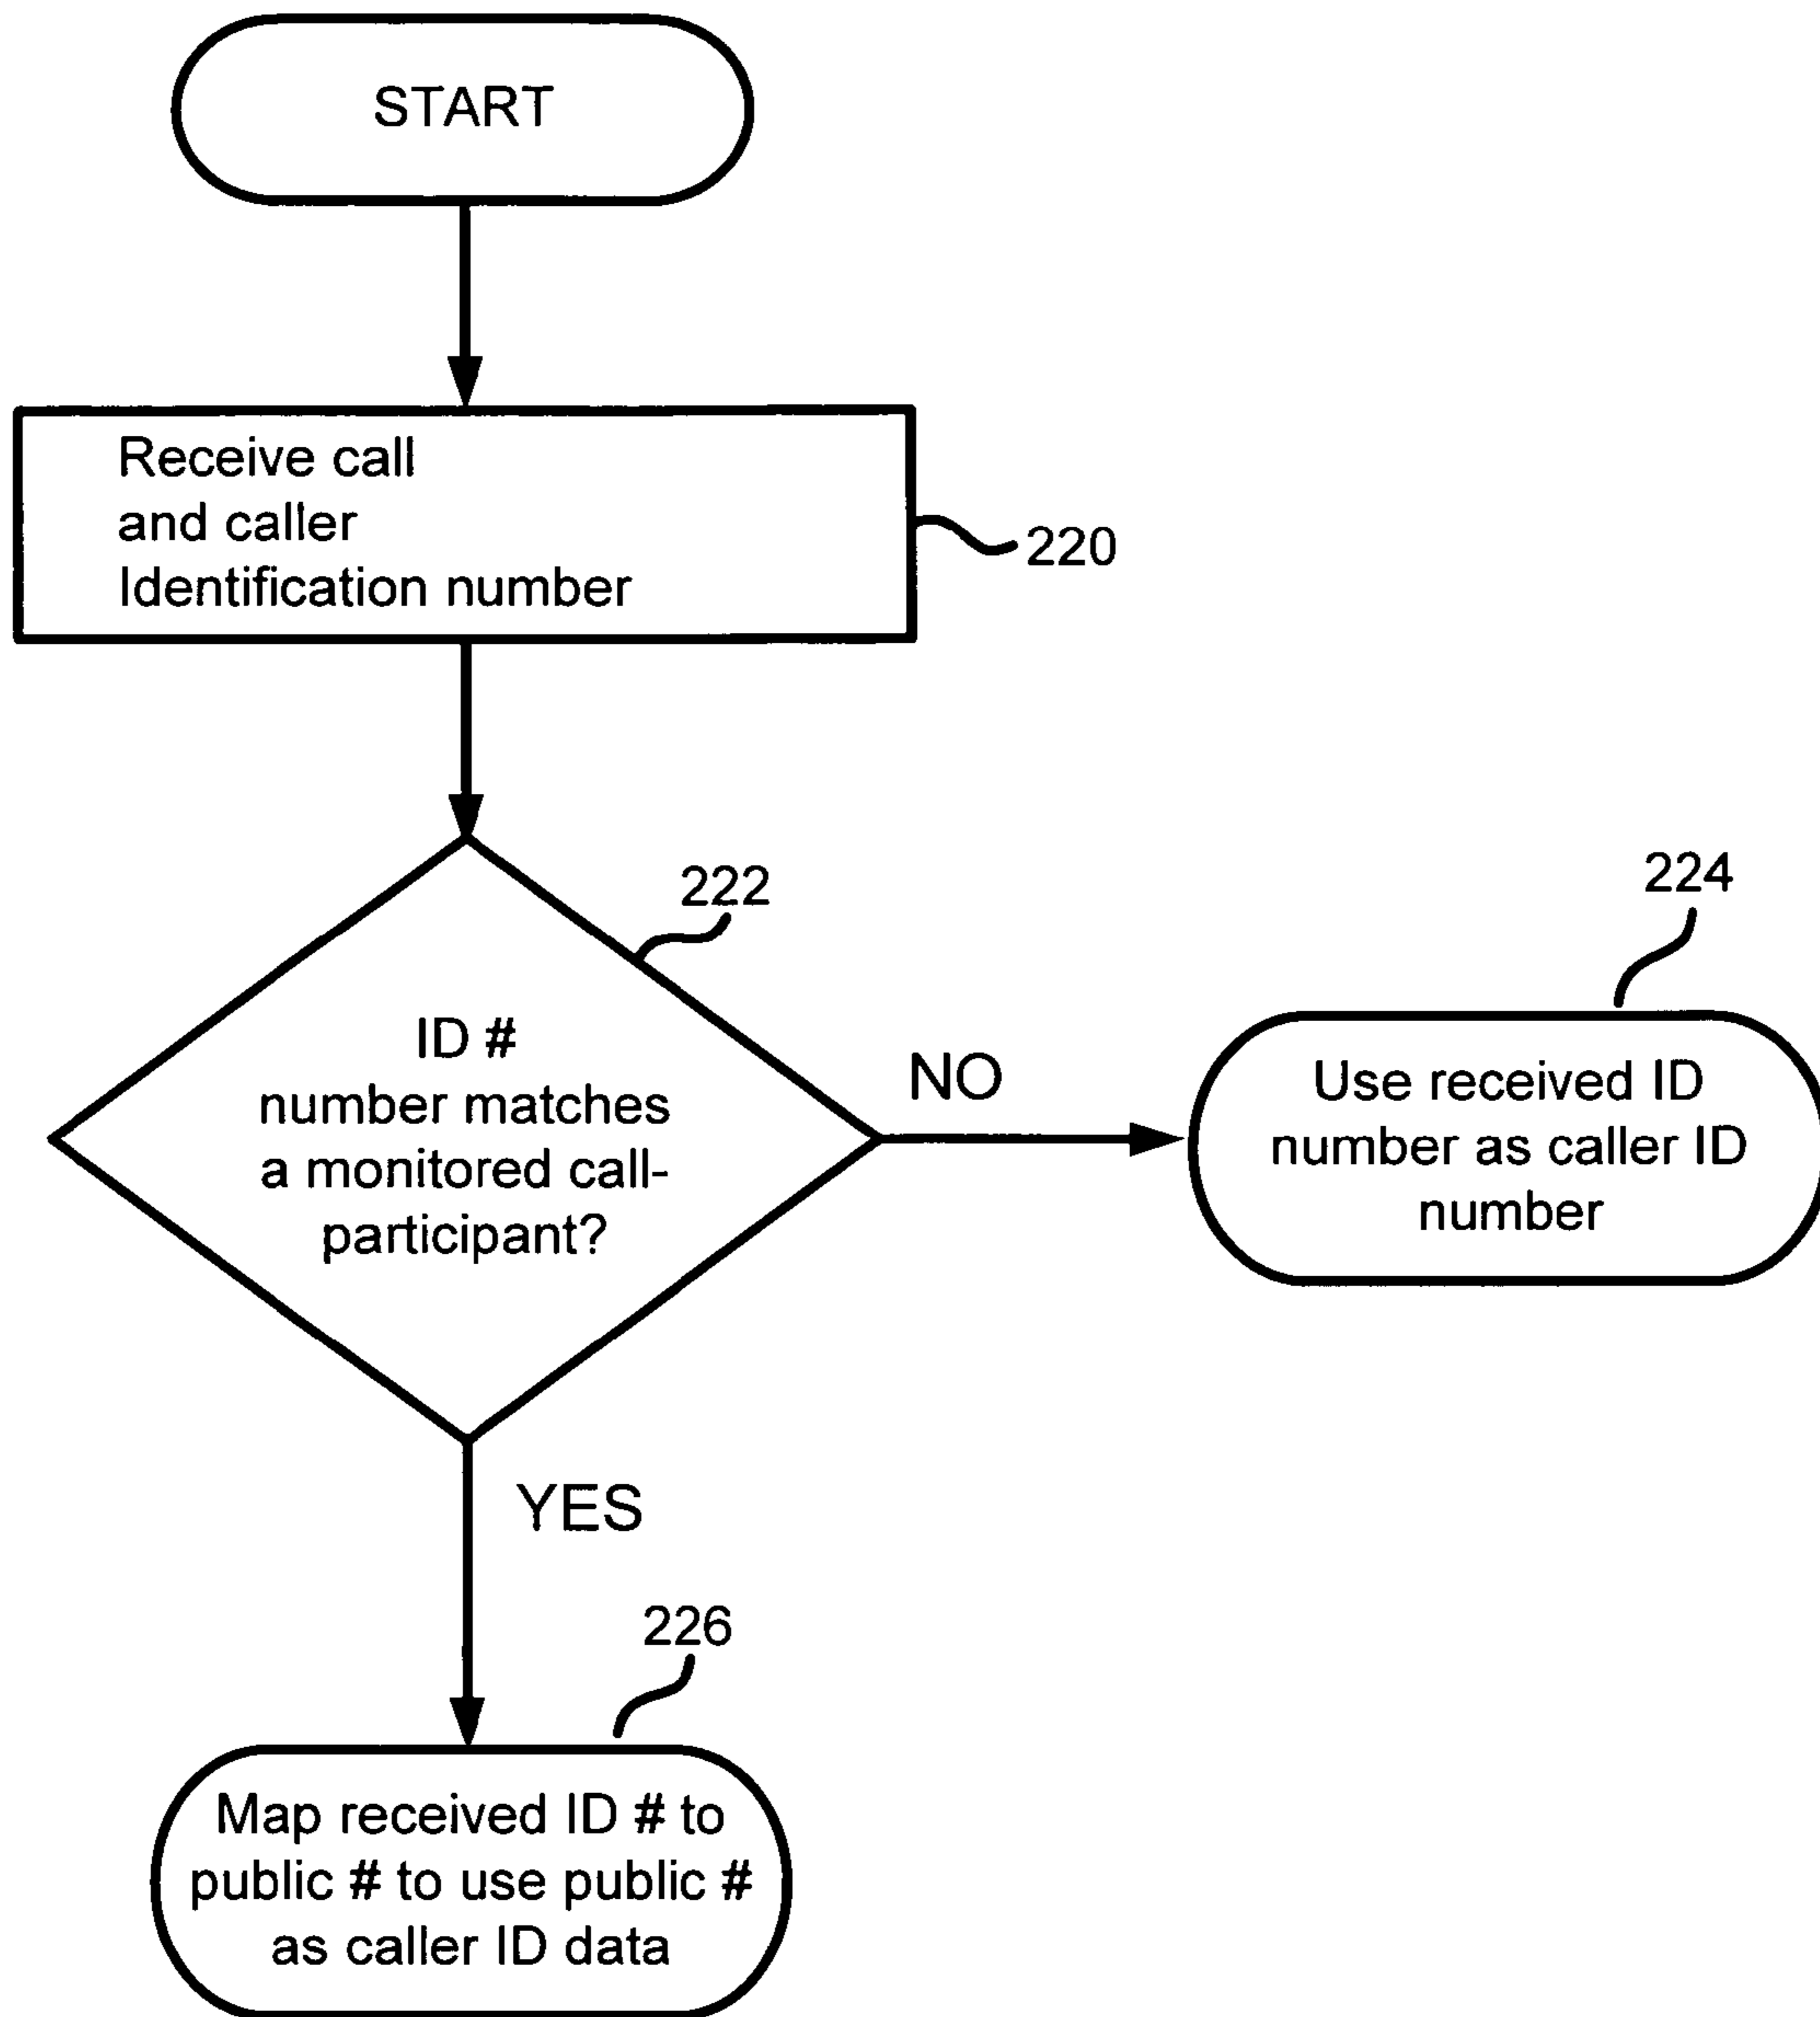 START
Receive call
and caller
Identification number
220
222
224
ID #
number matches
a monitored call-
participant?
NO
Use received ID
number as caller ID
number
YES
226
Map received ID # to
public # to use public #
as caller ID data